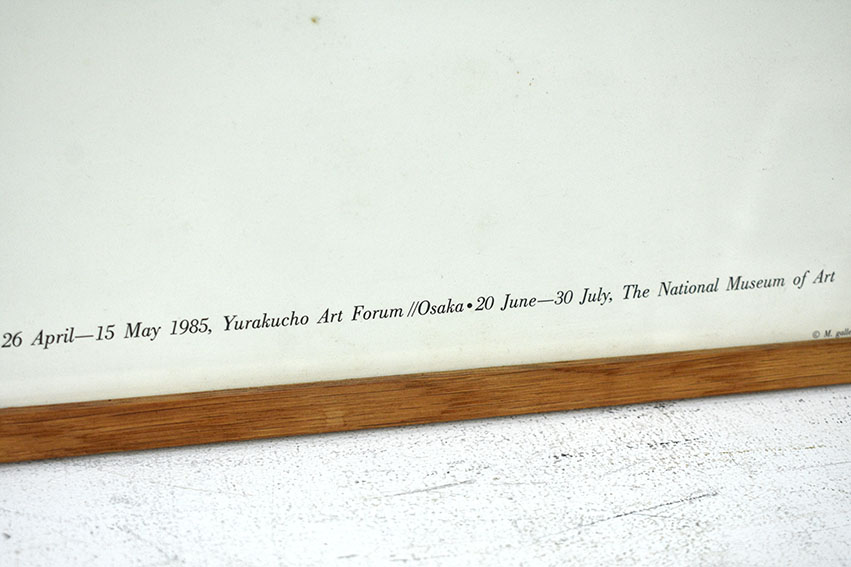 26 April—15 May 1985, Yurakucho Art Forum//Osaka•20 June—30 July, The National Museum of Art
© M.